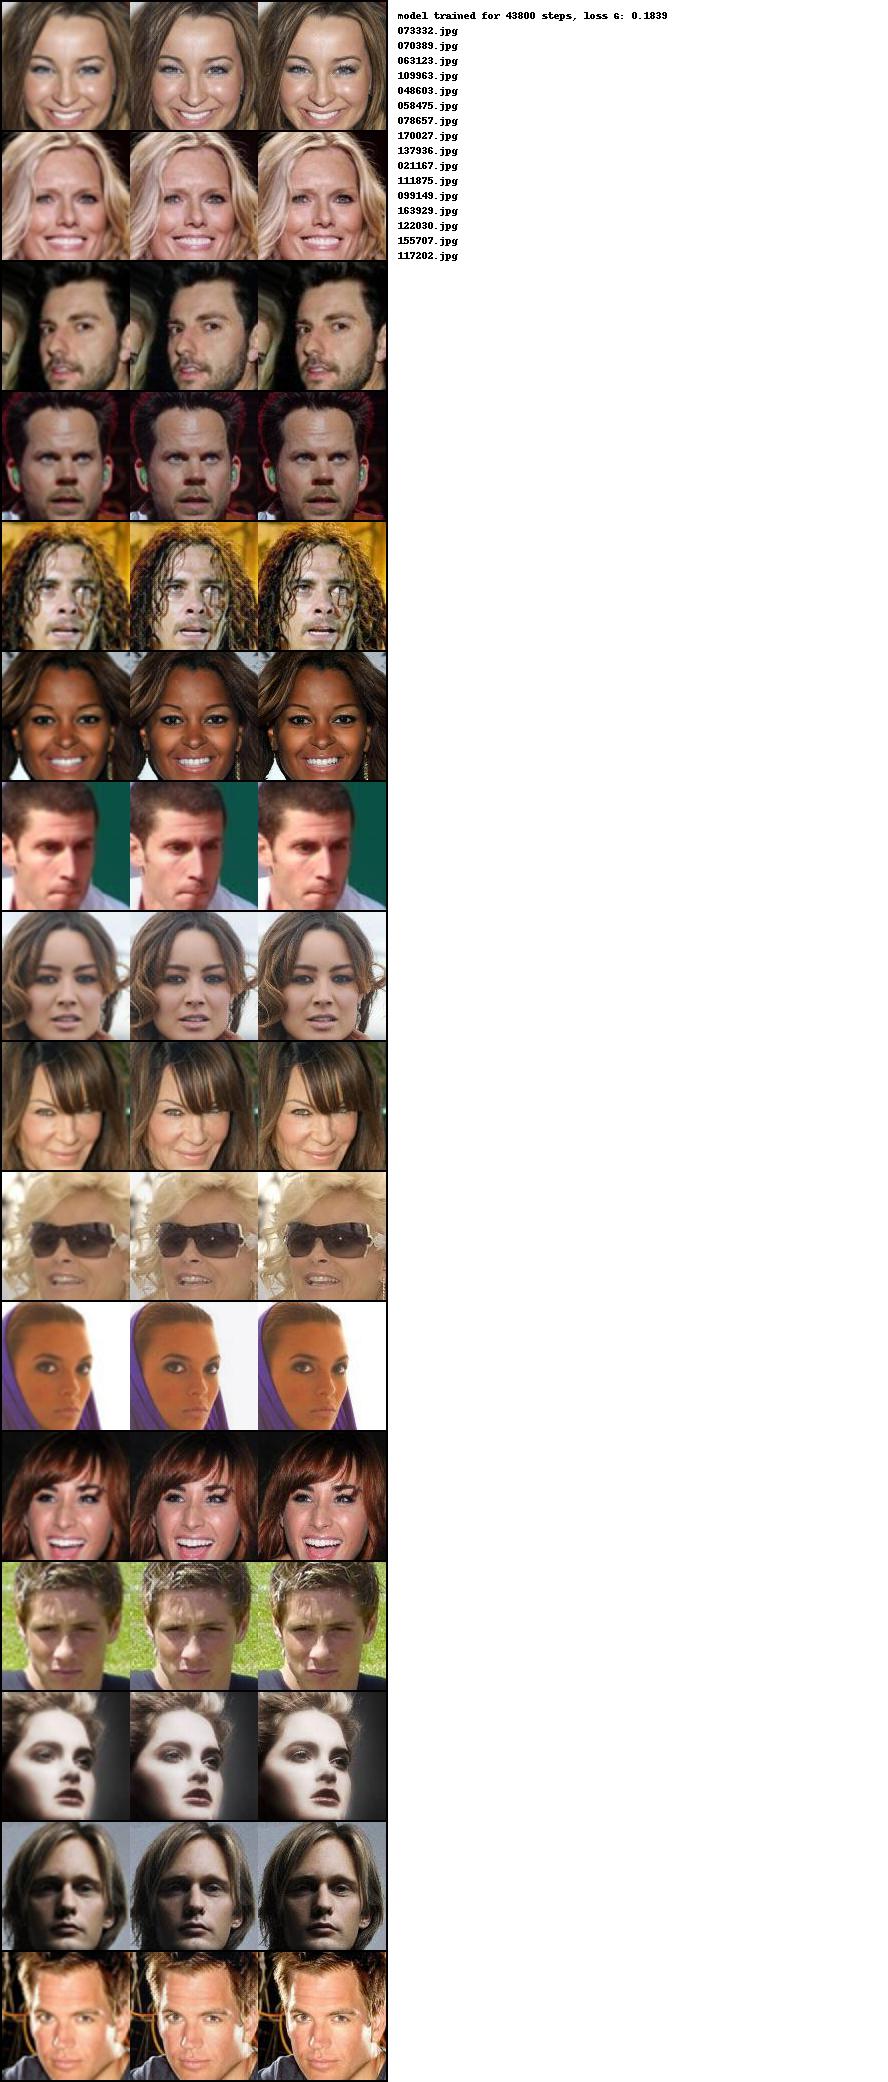 model trained for 43800 steps, loss G: 0.1839
073332.jpg
070389.jpg
063123.jpg
109963.jpg
048603.jpg
058475.jpg
078657.jpg
170027.jpg
137936.jpg
021167.jpg
111875.jpg
099149.jpg
163929.jpg
122030.jpg
155707.jpg
117202.jpg